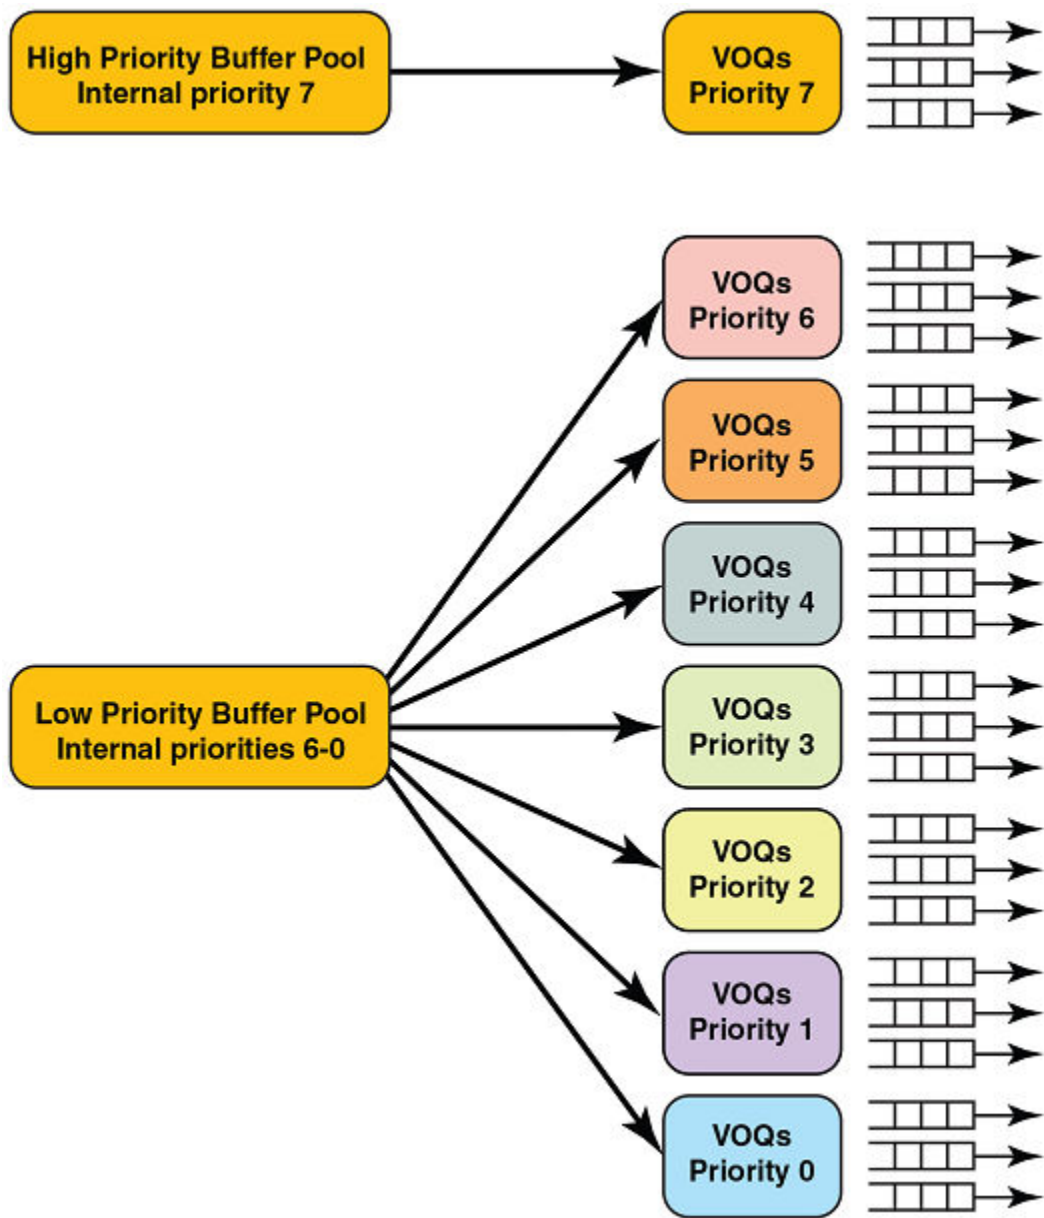 High Priority Buffer Pool
Internal priority 7
VOQs
Priority 7
VOQs
Priority 6
VOQs
Priority 5
VOQs
Priority 4
Low Priority Buffer Pool
Internal priorities 6-0
VOQs
Priority 3
VOQs
Priority 2
VOQs
Priority 1
VOQs
Priority 0